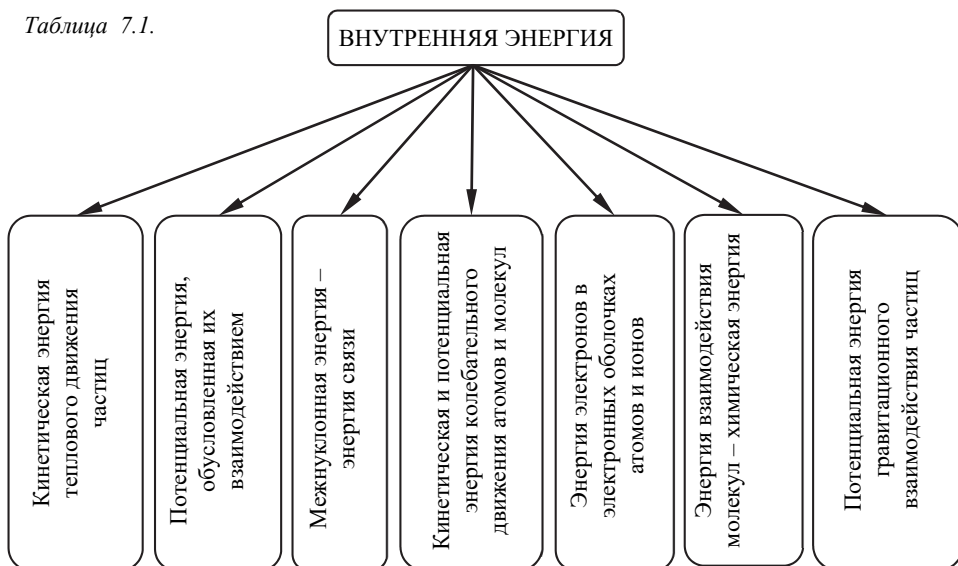 Таблица 7.1.
ВНУТРЕННЯЯ ЭНЕРГИЯ
Кинетическая энергия
теплового движения
частиц
Потенциальная энергия,
обусловленная их
взаимодействием
Межнуклонная энергия –
энергия связи
Кинетическая и потенциальная
энергия колебательного
движения атомов и молекул
Энергия электронов в
электронных оболочках
атомов и ионов
Энергия взаимодействия
молекул – химическая энергия
Потенциальная энергия
гравитационного
взаимодействия частиц